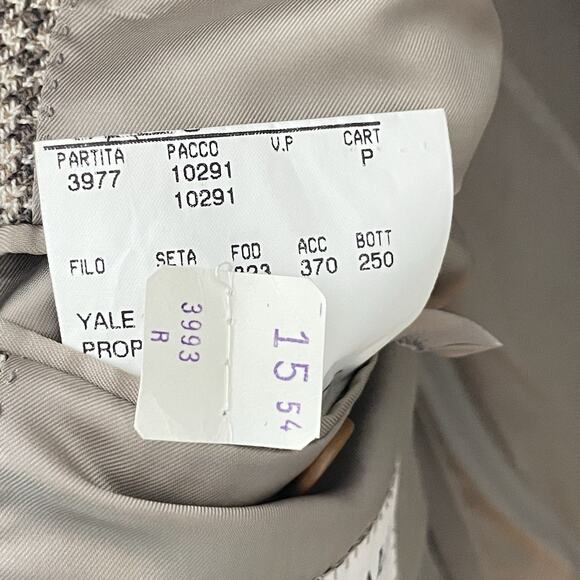 PARTITA PACCO V.P CART
3977 10291 P
10291
FILO SETA FOD ACC BOTT
370 250
YALE
PROP
3993
R
15 54